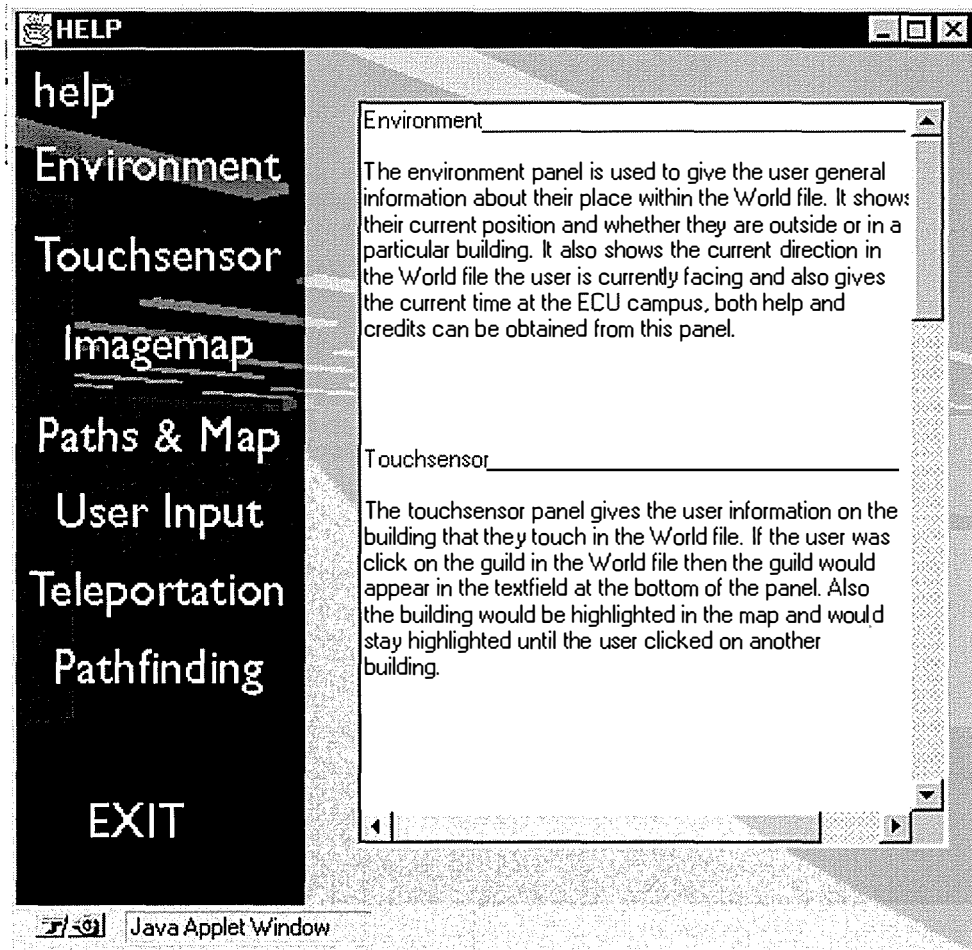 HELP
help
Environment
Touchsensor
Imagemap
Paths & Map
User Input
Teleportation
Pathfinding
EXIT
Environment
The environment panel is used to give the user general
information about their place within the World file. It shows
their current position and whether they are outside or in a
particular building. It also shows the current direction in
the World file the user is currently facing and also gives
the current time at the ECU campus, both help and
credits can be obtained from this panel.
Touchsensor
The touchsensor panel gives the user information on the
building that they touch in the World file. If the user was
click on the guild in the World file then the guild would
appear in the textfield at the bottom of the panel. Also
the building would be highlighted in the map and would
stay highlighted until the user clicked on another
building.
Java Applet Window